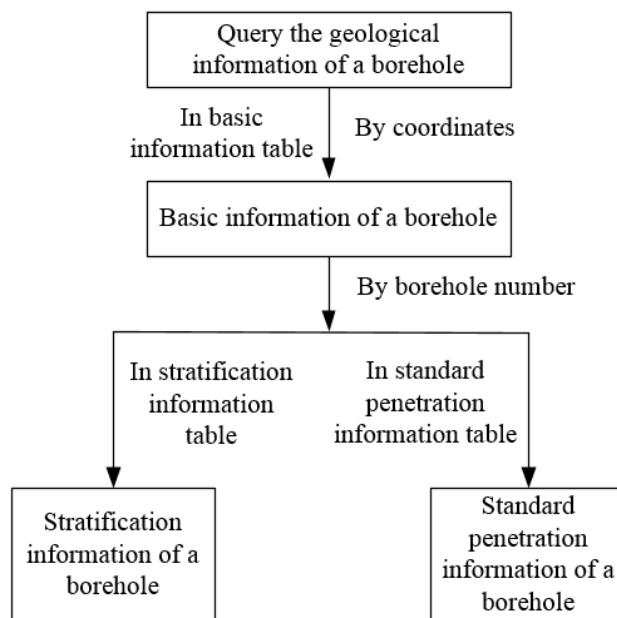 Query the geological
information of a borehole
In basic
information table
By coordinates
Basic information of a borehole
By borehole number
In stratification
information
table
In standard
penetration
information table
Stratification
information of a
borehole
Standard
penetration
information of a
borehole